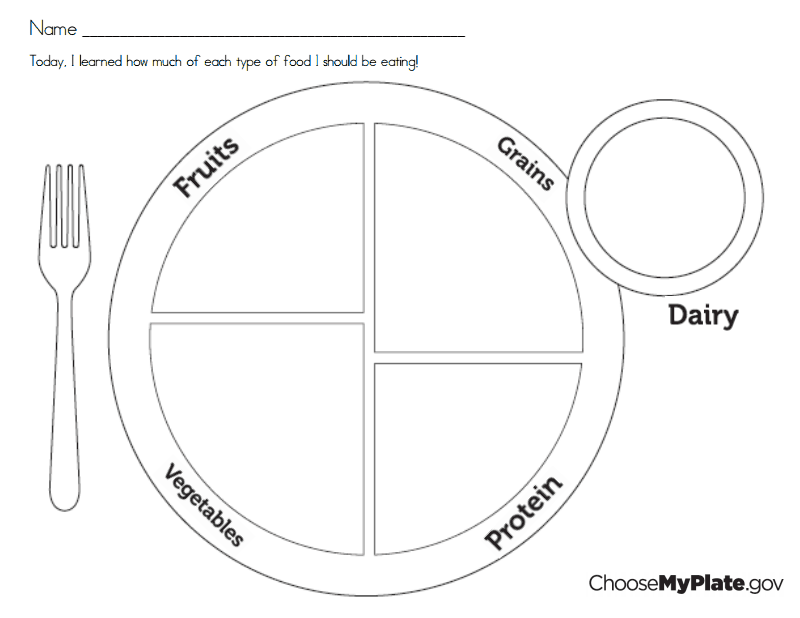 Name ________________________________________________
Today, I learned how much of each type of food I should be eating!
Fruits
Grains
Dairy
Vegetables
Protein
ChooseMyPlate.gov